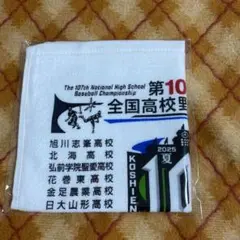 The 107th National High School
Baseball Championship
第10
全国高校野
旭川志峯高校
北海高校
弘前学院聖愛高校
花巻東高校
金足農業高校
日大山形高校
2025
夏
KOSHIEN